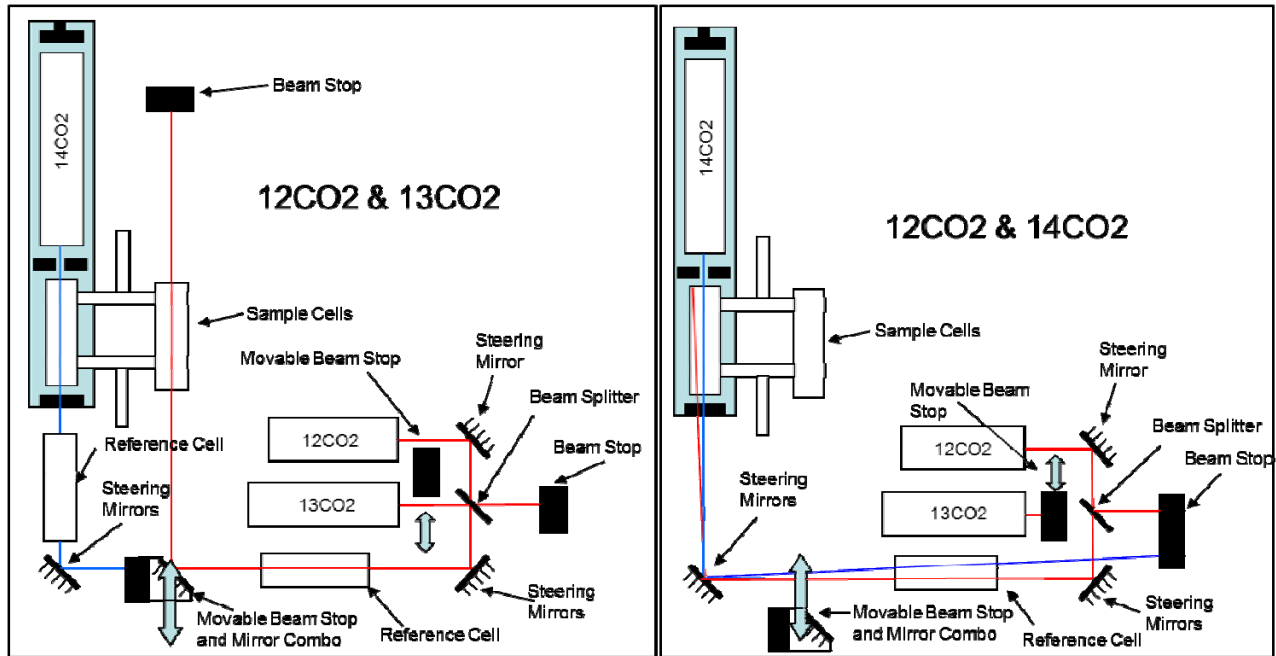 14CO2
Beam Stop
12CO2 & 13CO2
Sample Cells
Steering
Mirror
Movable Beam
Stop
Beam Splitter
Beam
Stop
12CO2
13CO2
Reference Cell
Steering
Mirrors
Movable Beam Stop
and Mirror Combo
Reference Cell
Steering
Mirrors
14CO2
12CO2 & 14CO2
Sample Cells
Steering
Mirror
Movable Beam
Stop
Beam Splitter
Beam Stop
12CO2
13CO2
Steering
Mirrors
Movable Beam Stop
and Mirror Combo
Reference Cell
Steering
Mirrors